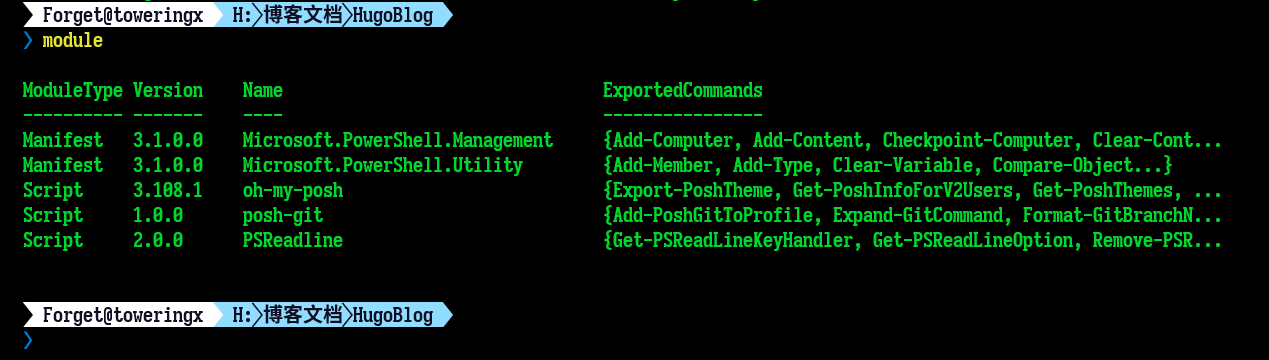 Forget@toweringx H:〉博客文档〉HugoBlog
❯ module
ModuleType Version Name ExportedCommands
---------- ------- ---- ----------------
Manifest 3.1.0.0 Microsoft.PowerShell.Management {Add-Computer, Add-Content, Checkpoint-Computer, Clear-Cont...
Manifest 3.1.0.0 Microsoft.PowerShell.Utility {Add-Member, Add-Type, Clear-Variable, Compare-Object...}
Script 3.108.1 oh-my-posh {Export-PoshTheme, Get-PoshInfoForV2Users, Get-PoshThemes, ...
Script 1.0.0 posh-git {Add-PoshGitToProfile, Expand-GitCommand, Format-GitBranchN...
Script 2.0.0 PSReadline {Get-PSReadLineKeyHandler, Get-PSReadLineOption, Remove-PSR...
Forget@toweringx H:〉博客文档〉HugoBlog
❯